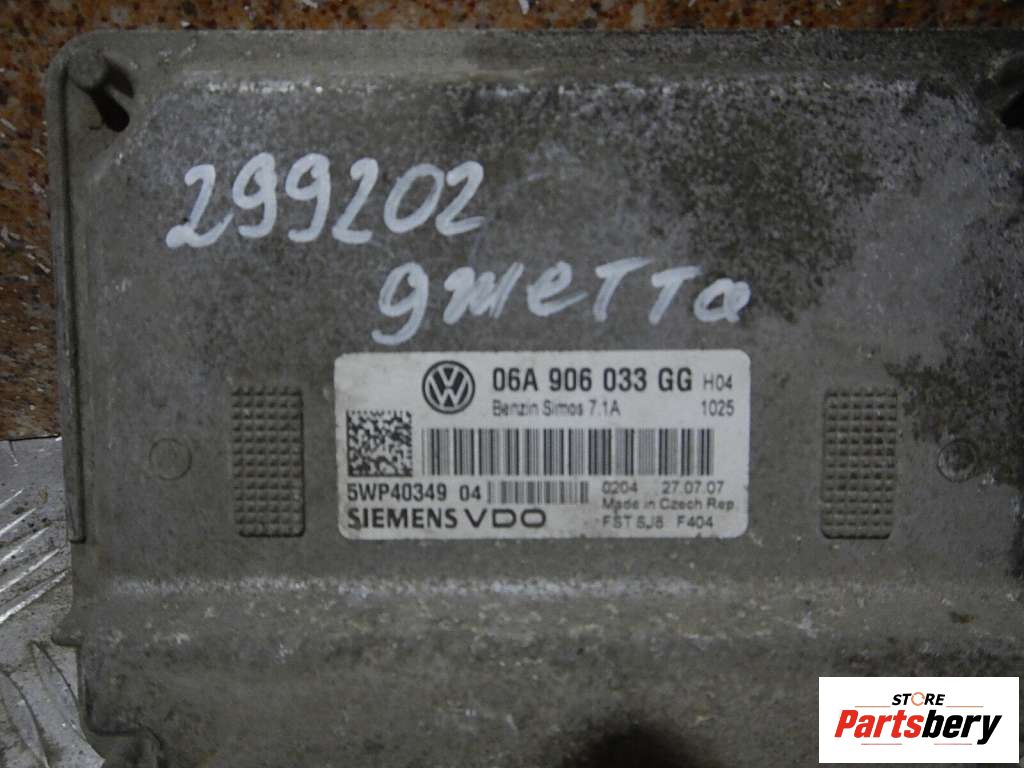 299202
джетта
06A 906 033 GG H04
Benzin Simos 7.1A 1025
5WP40349 04 0204 27.07.07
Made in Czech Rep.
SIEMENS VDO FST SJ6 F404
STORE
Partsbery